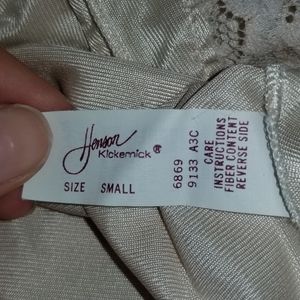 Henson
Kickernick®
SIZE SMALL
6869
9133 A3C
CARE
INSTRUCTIONS
FIBER CONTENT
REVERSE SIDE